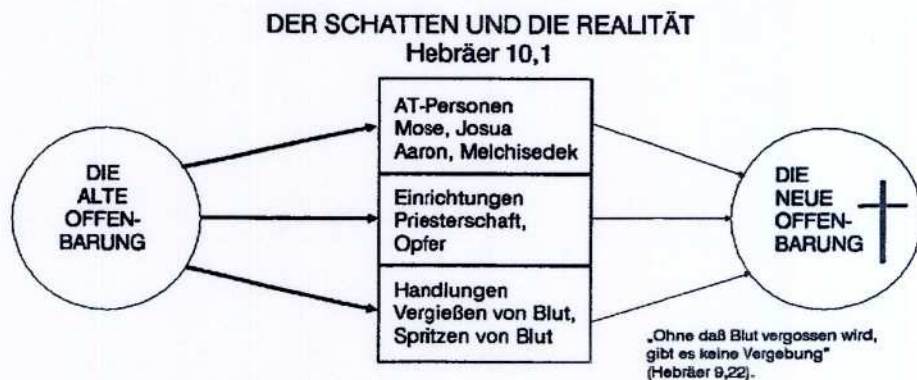 DER SCHATTEN UND DIE REALITÄT
Hebräer 10,1
DIE
ALTE
OFFEN-
BARUNG
AT-Personen
Mose, Josua
Aaron, Melchisedek
Einrichtungen
Priesterschaft,
Opfer
Handlungen
Vergießen von Blut,
Spritzen von Blut
DIE
NEUE
OFFEN-
BARUNG
„Ohne daß Blut vergossen wird,
gibt es keine Vergebung"
(Hebräer 9,22).